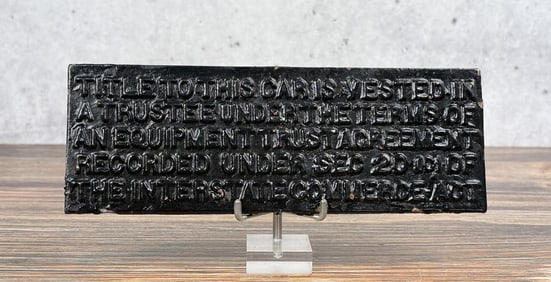 TITLE TO THIS CAR IS VESTED IN
A TRUSTEE UNDER THE TERMS OF
AN EQUIPMENT TRUST AGREEMENT
RECORDED UNDER SEC 20 (C) OF
THE INTERSTATE COMMERCE ACT